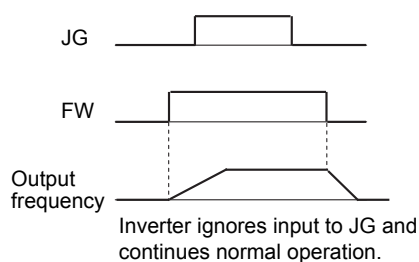 JG
FW
Output
frequency
Inverter ignores input to JG and
continues normal operation.